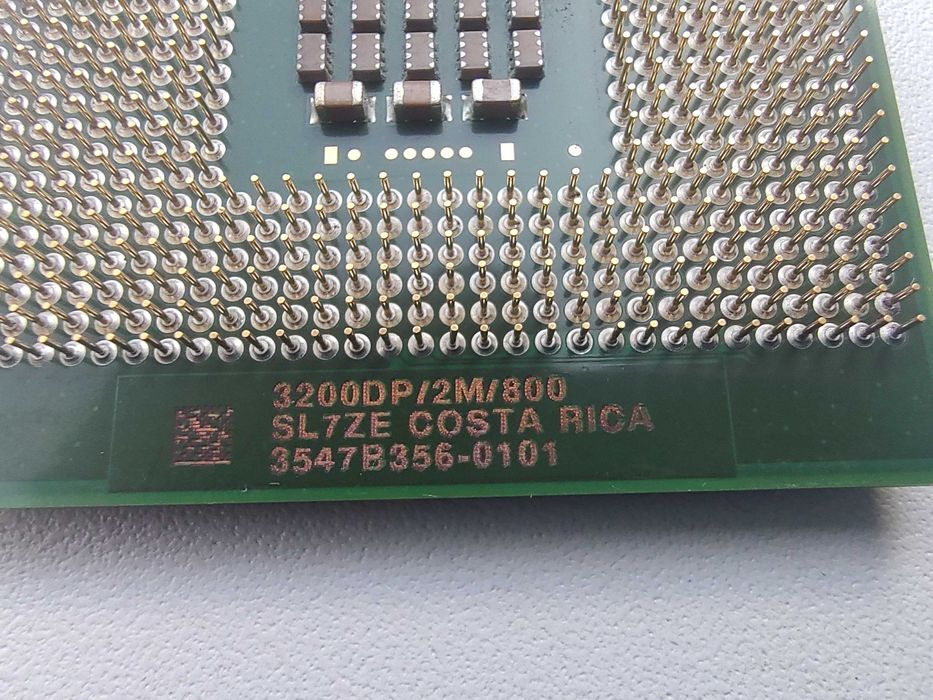 3200DP/2M/800
SL7ZE COSTA RICA
3547B356-0101